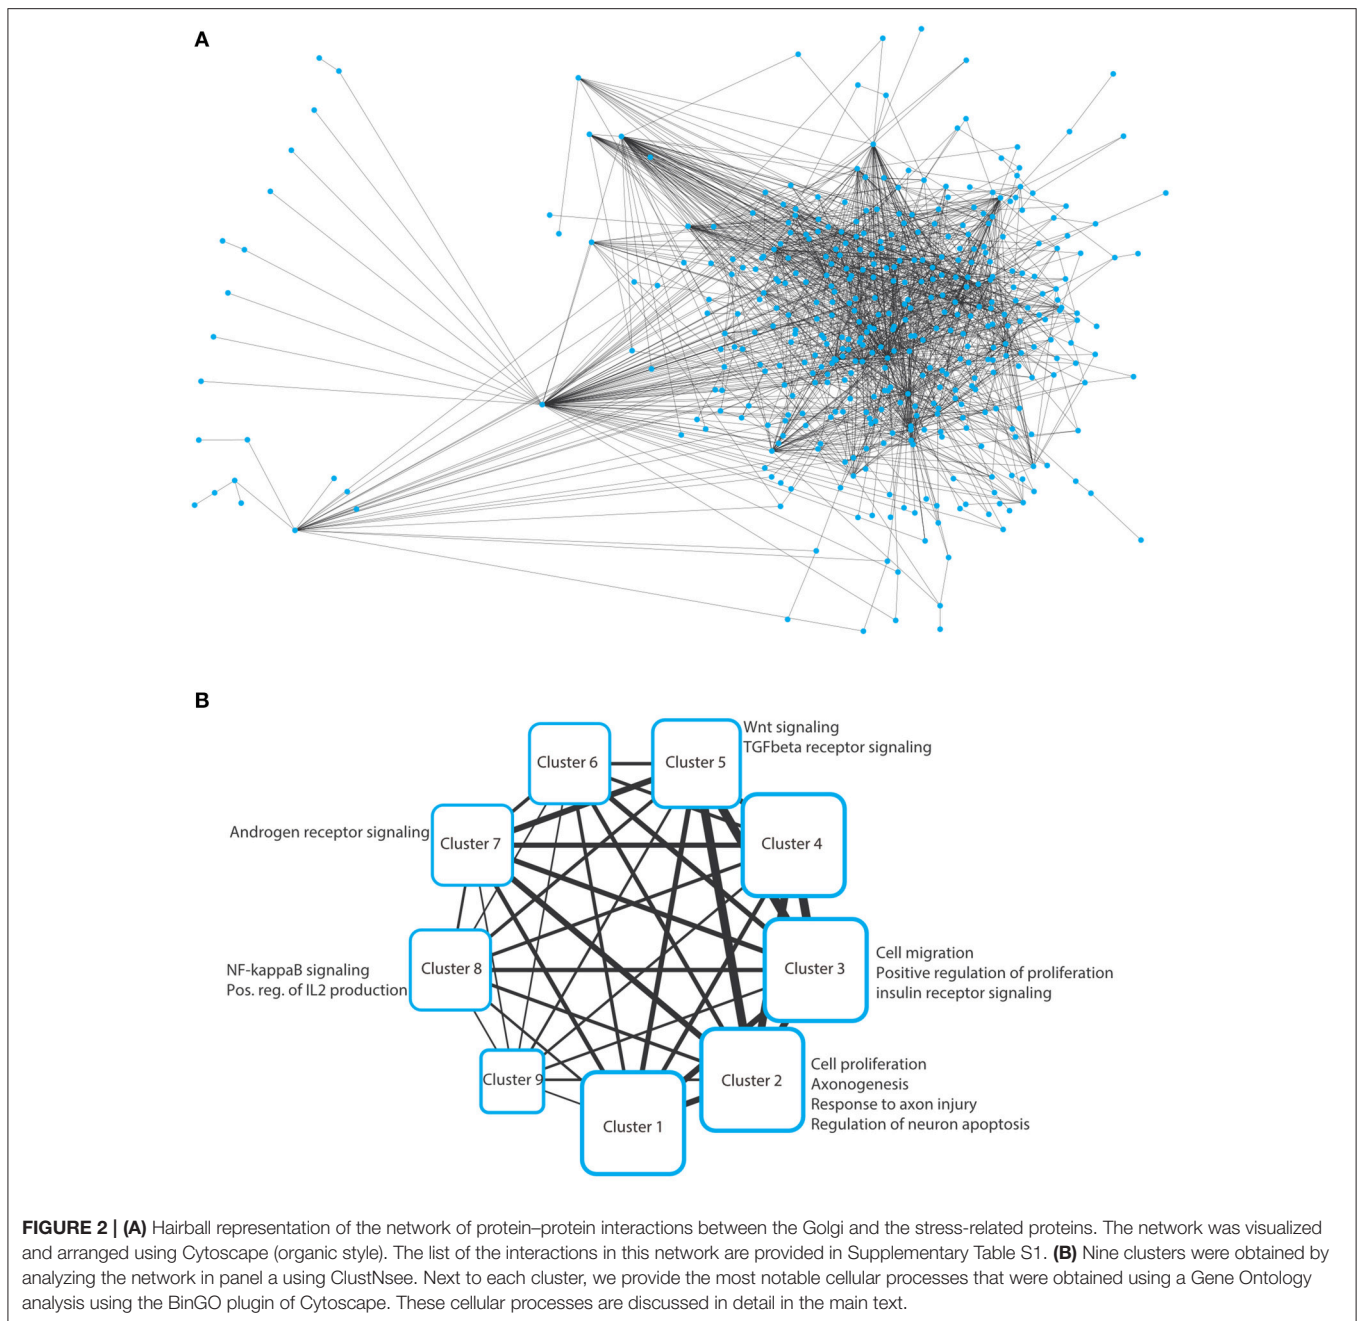 A
B
Wnt signaling
TGFbeta receptor signaling
Cluster 6
Cluster 5
Androgen receptor signaling
Cluster 7
Cluster 4
NF-kappaB signaling
Pos. reg. of IL2 production
Cluster 8
Cluster 3
Cell migration
Positive regulation of proliferation
insulin receptor signaling
Cluster 9
Cluster 2
Cell proliferation
Axonogenesis
Response to axon injury
Regulation of neuron apoptosis
Cluster 1
FIGURE 2 | (A) Hairball representation of the network of protein–protein interactions between the Golgi and the stress-related proteins. The network was visualized
and arranged using Cytoscape (organic style). The list of the interactions in this network are provided in Supplementary Table S1. (B) Nine clusters were obtained by
analyzing the network in panel a using ClustNsee. Next to each cluster, we provide the most notable cellular processes that were obtained using a Gene Ontology
analysis using the BinGO plugin of Cytoscape. These cellular processes are discussed in detail in the main text.